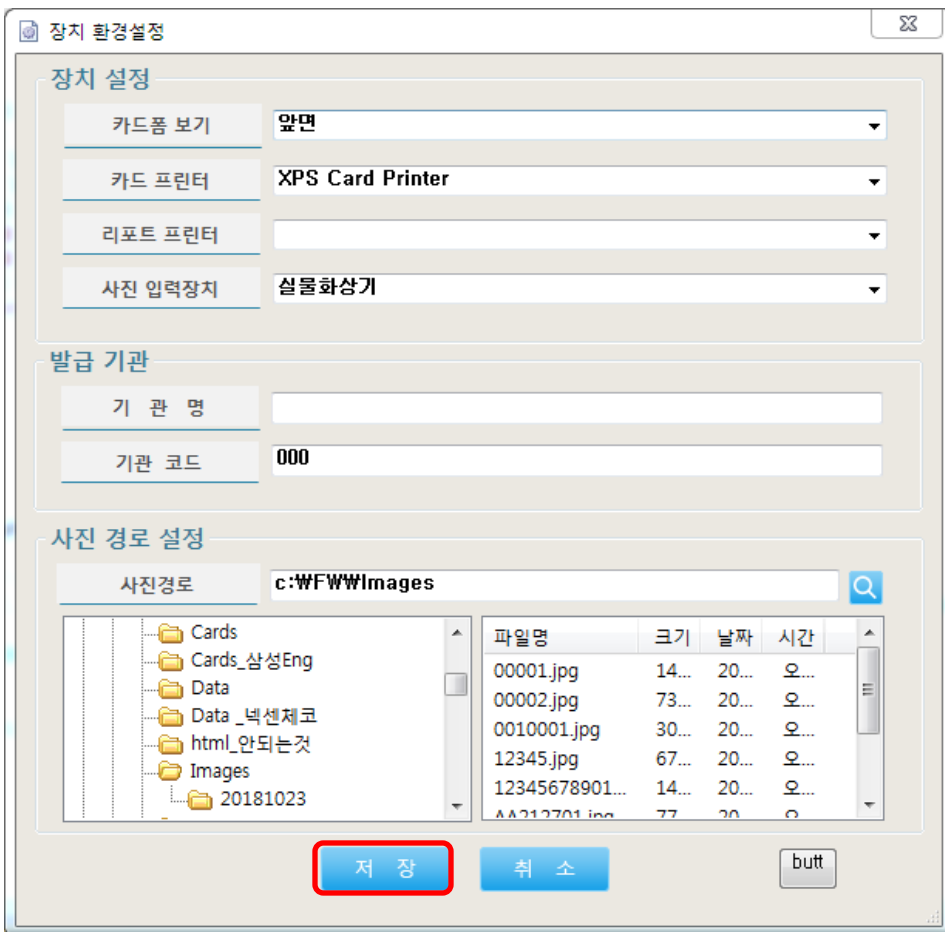 장치 환경설정
장치 설정
카드폼 보기 앞면
카드 프린터 XPS Card Printer
리포트 프린터
사진 입력장치 실물화상기
발급 기관
기 관 명
기관 코드 000
사진 경로 설정
사진경로 c:₩FW₩Images
Cards
Cards_삼성Eng
Data
Data _넥센체코
html_안되는것
Images
20181023
파일명 크기 날짜 시간
00001.jpg 14... 20... 오...
00002.jpg 73... 20... 오...
0010001.jpg 30... 20... 오...
12345.jpg 67... 20... 오...
12345678901... 14... 20... 오...
AA212701.jpg 77 20
저 장 취 소 butt